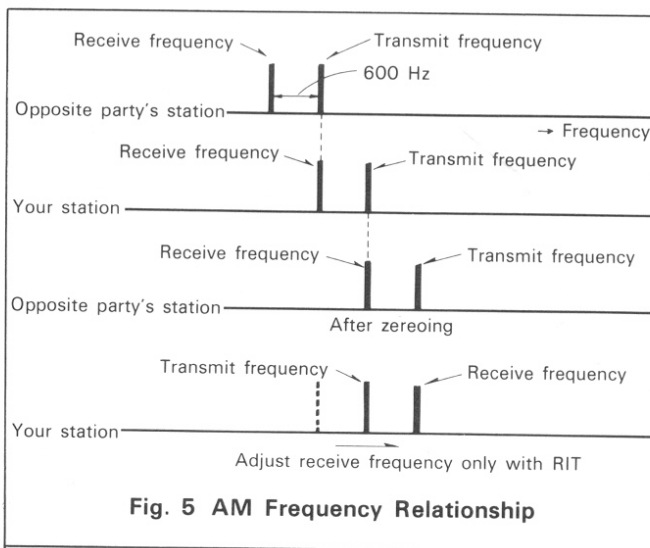 Receive frequency
Transmit frequency
600 Hz
Opposite party's station
→ Frequency
Receive frequency
Transmit frequency
Your station
Receive frequency
Transmit frequency
Opposite party's station
After zereoing
Transmit frequency
Receive frequency
Your station
Adjust receive frequency only with RIT
Fig. 5 AM Frequency Relationship